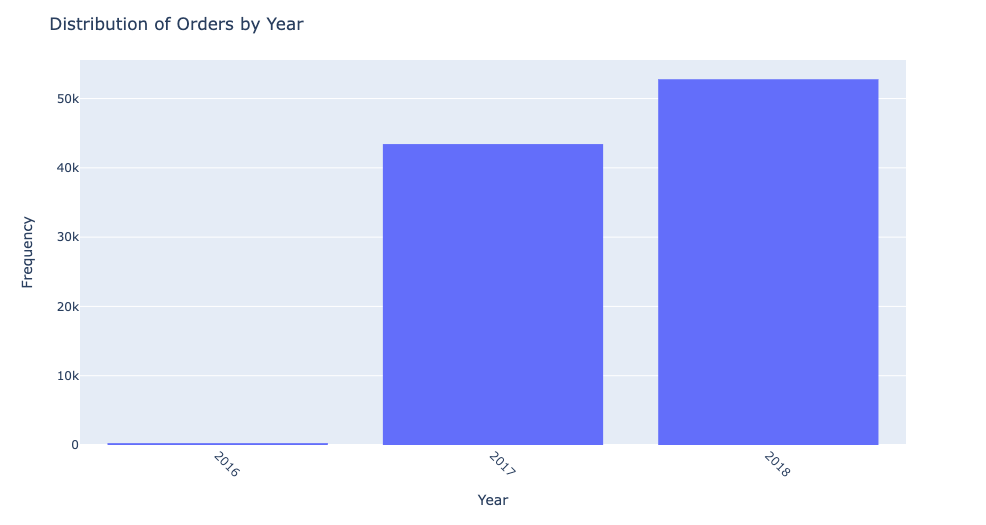 Distribution of Orders by Year
50k
40k
30k
20k
10k
0
Frequency
2016
2017
2018
Year